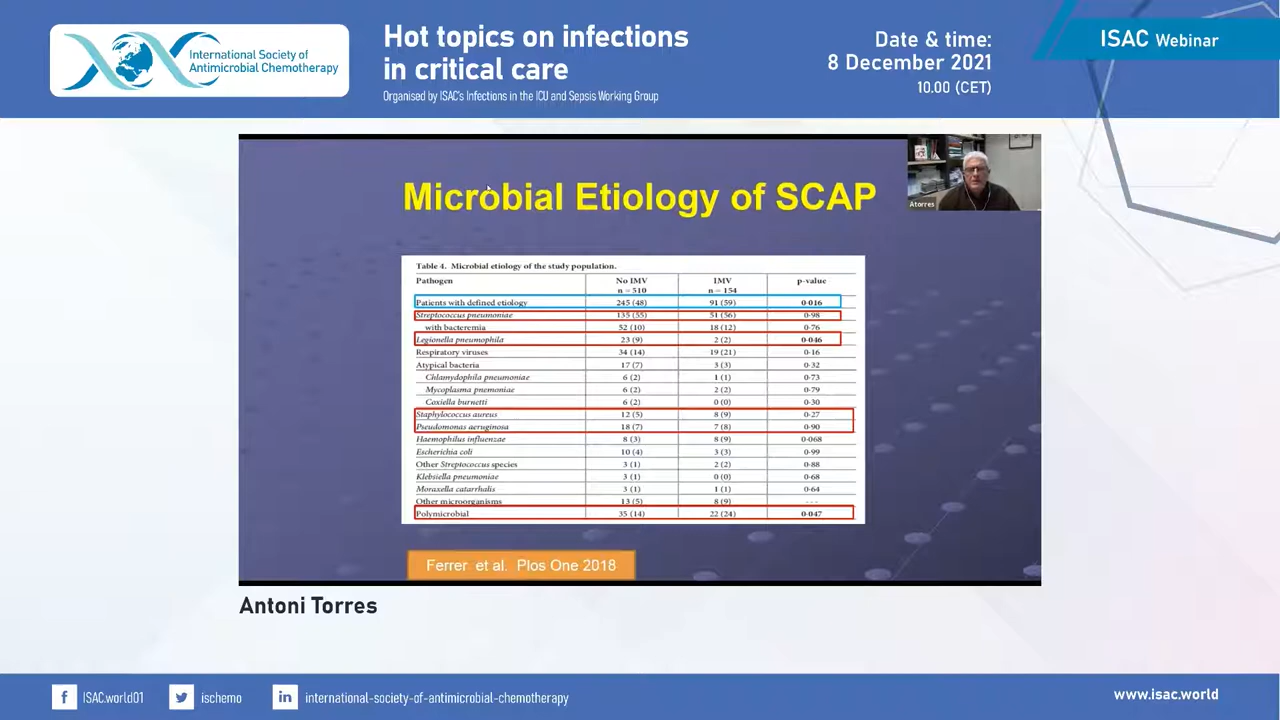 International Society of
Antimicrobial Chemotherapy
Hot topics on infections
in critical care
Organised by ISAC's Infections in the ICU and Sepsis Working Group
Date & time:
8 December 2021
10.00 (CET)
ISAC Webinar
Atorres
Microbial Etiology of SCAP
Table 4. Microbial etiology of the study population.
Pathogen No IMV n = 510 IMV n = 154 p-value
Patients with defined etiology 245 (48) 91 (59) 0·016
Streptococcus pneumoniae 135 (55) 51 (56) 0·98
with bacteremia 52 (10) 18 (12) 0·76
Legionella pneumophila 23 (9) 2 (2) 0·046
Respiratory viruses 34 (14) 19 (21) 0·16
Atypical bacteria 17 (7) 3 (3) 0·32
Chlamydophila pneumoniae 6 (2) 1 (1) 0·73
Mycoplasma pnemoniae 6 (2) 2 (2) 0·79
Coxiella burnetti 6 (2) 0 (0) 0·30
Staphylococcus aureus 12 (5) 8 (9) 0·27
Pseudomonas aeruginosa 18 (7) 7 (8) 0·90
Haemophilus influenzae 8 (3) 8 (9) 0·068
Escherichia coli 10 (4) 3 (3) 0·99
Other Streptococcus species 3 (1) 2 (2) 0·88
Klebsiella pneumoniae 3 (1) 0 (0) 0·68
Moraxella catarrhalis 3 (1) 1 (1) 0·64
Other microorganisms 13 (5) 8 (9) ---
Polymicrobial 35 (14) 22 (24) 0·047
Ferrer et al. Plos One 2018
Antoni Torres
ISAC.world01
ischemo
international-society-of-antimicrobial-chemotherapy
www.isac.world